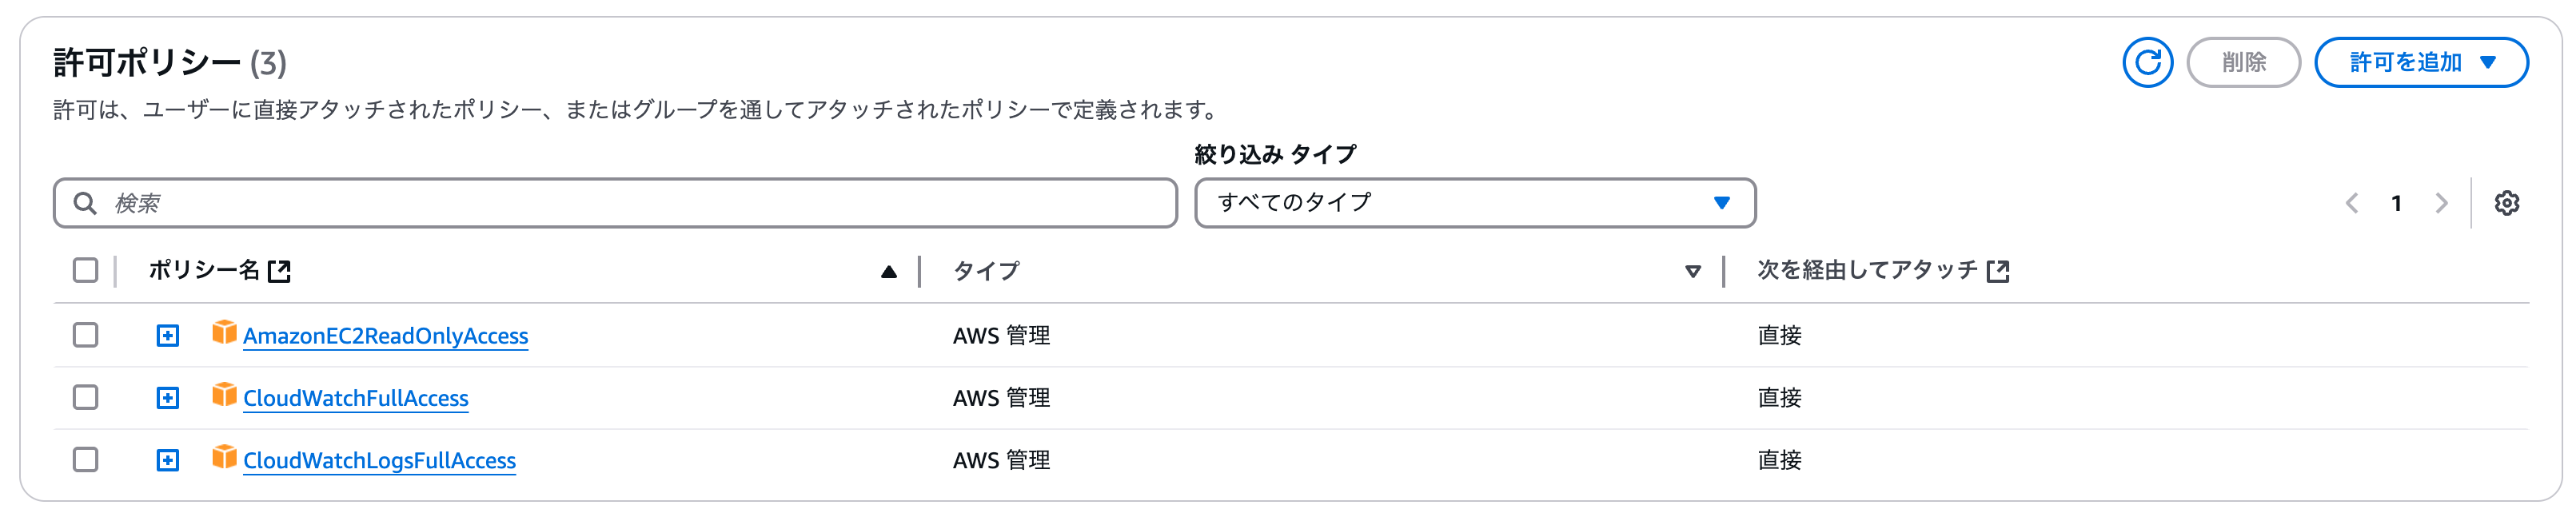 許可ポリシー (3)
削除
許可を追加
許可は、ユーザーに直接アタッチされたポリシー、またはグループを通してアタッチされたポリシーで定義されます。
絞り込み タイプ
検索
すべてのタイプ
1
ポリシー名
タイプ
次を経由してアタッチ
AmazonEC2ReadOnlyAccess
AWS 管理
直接
CloudWatchFullAccess
AWS 管理
直接
CloudWatchLogsFullAccess
AWS 管理
直接